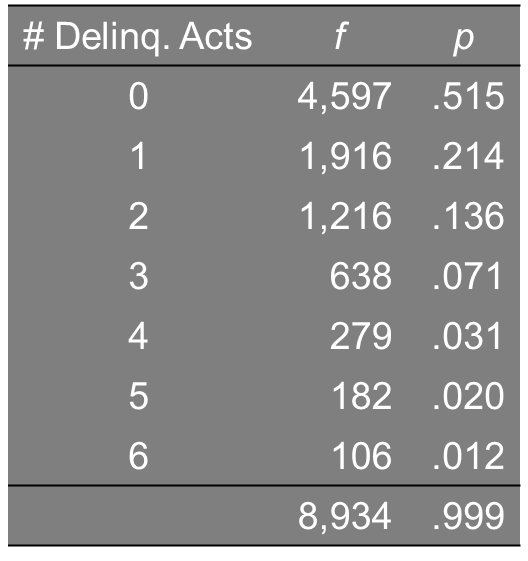 # Delinq. Acts f p
0 4,597 .515
1 1,916 .214
2 1,216 .136
3 638 .071
4 279 .031
5 182 .020
6 106 .012
8,934 .999